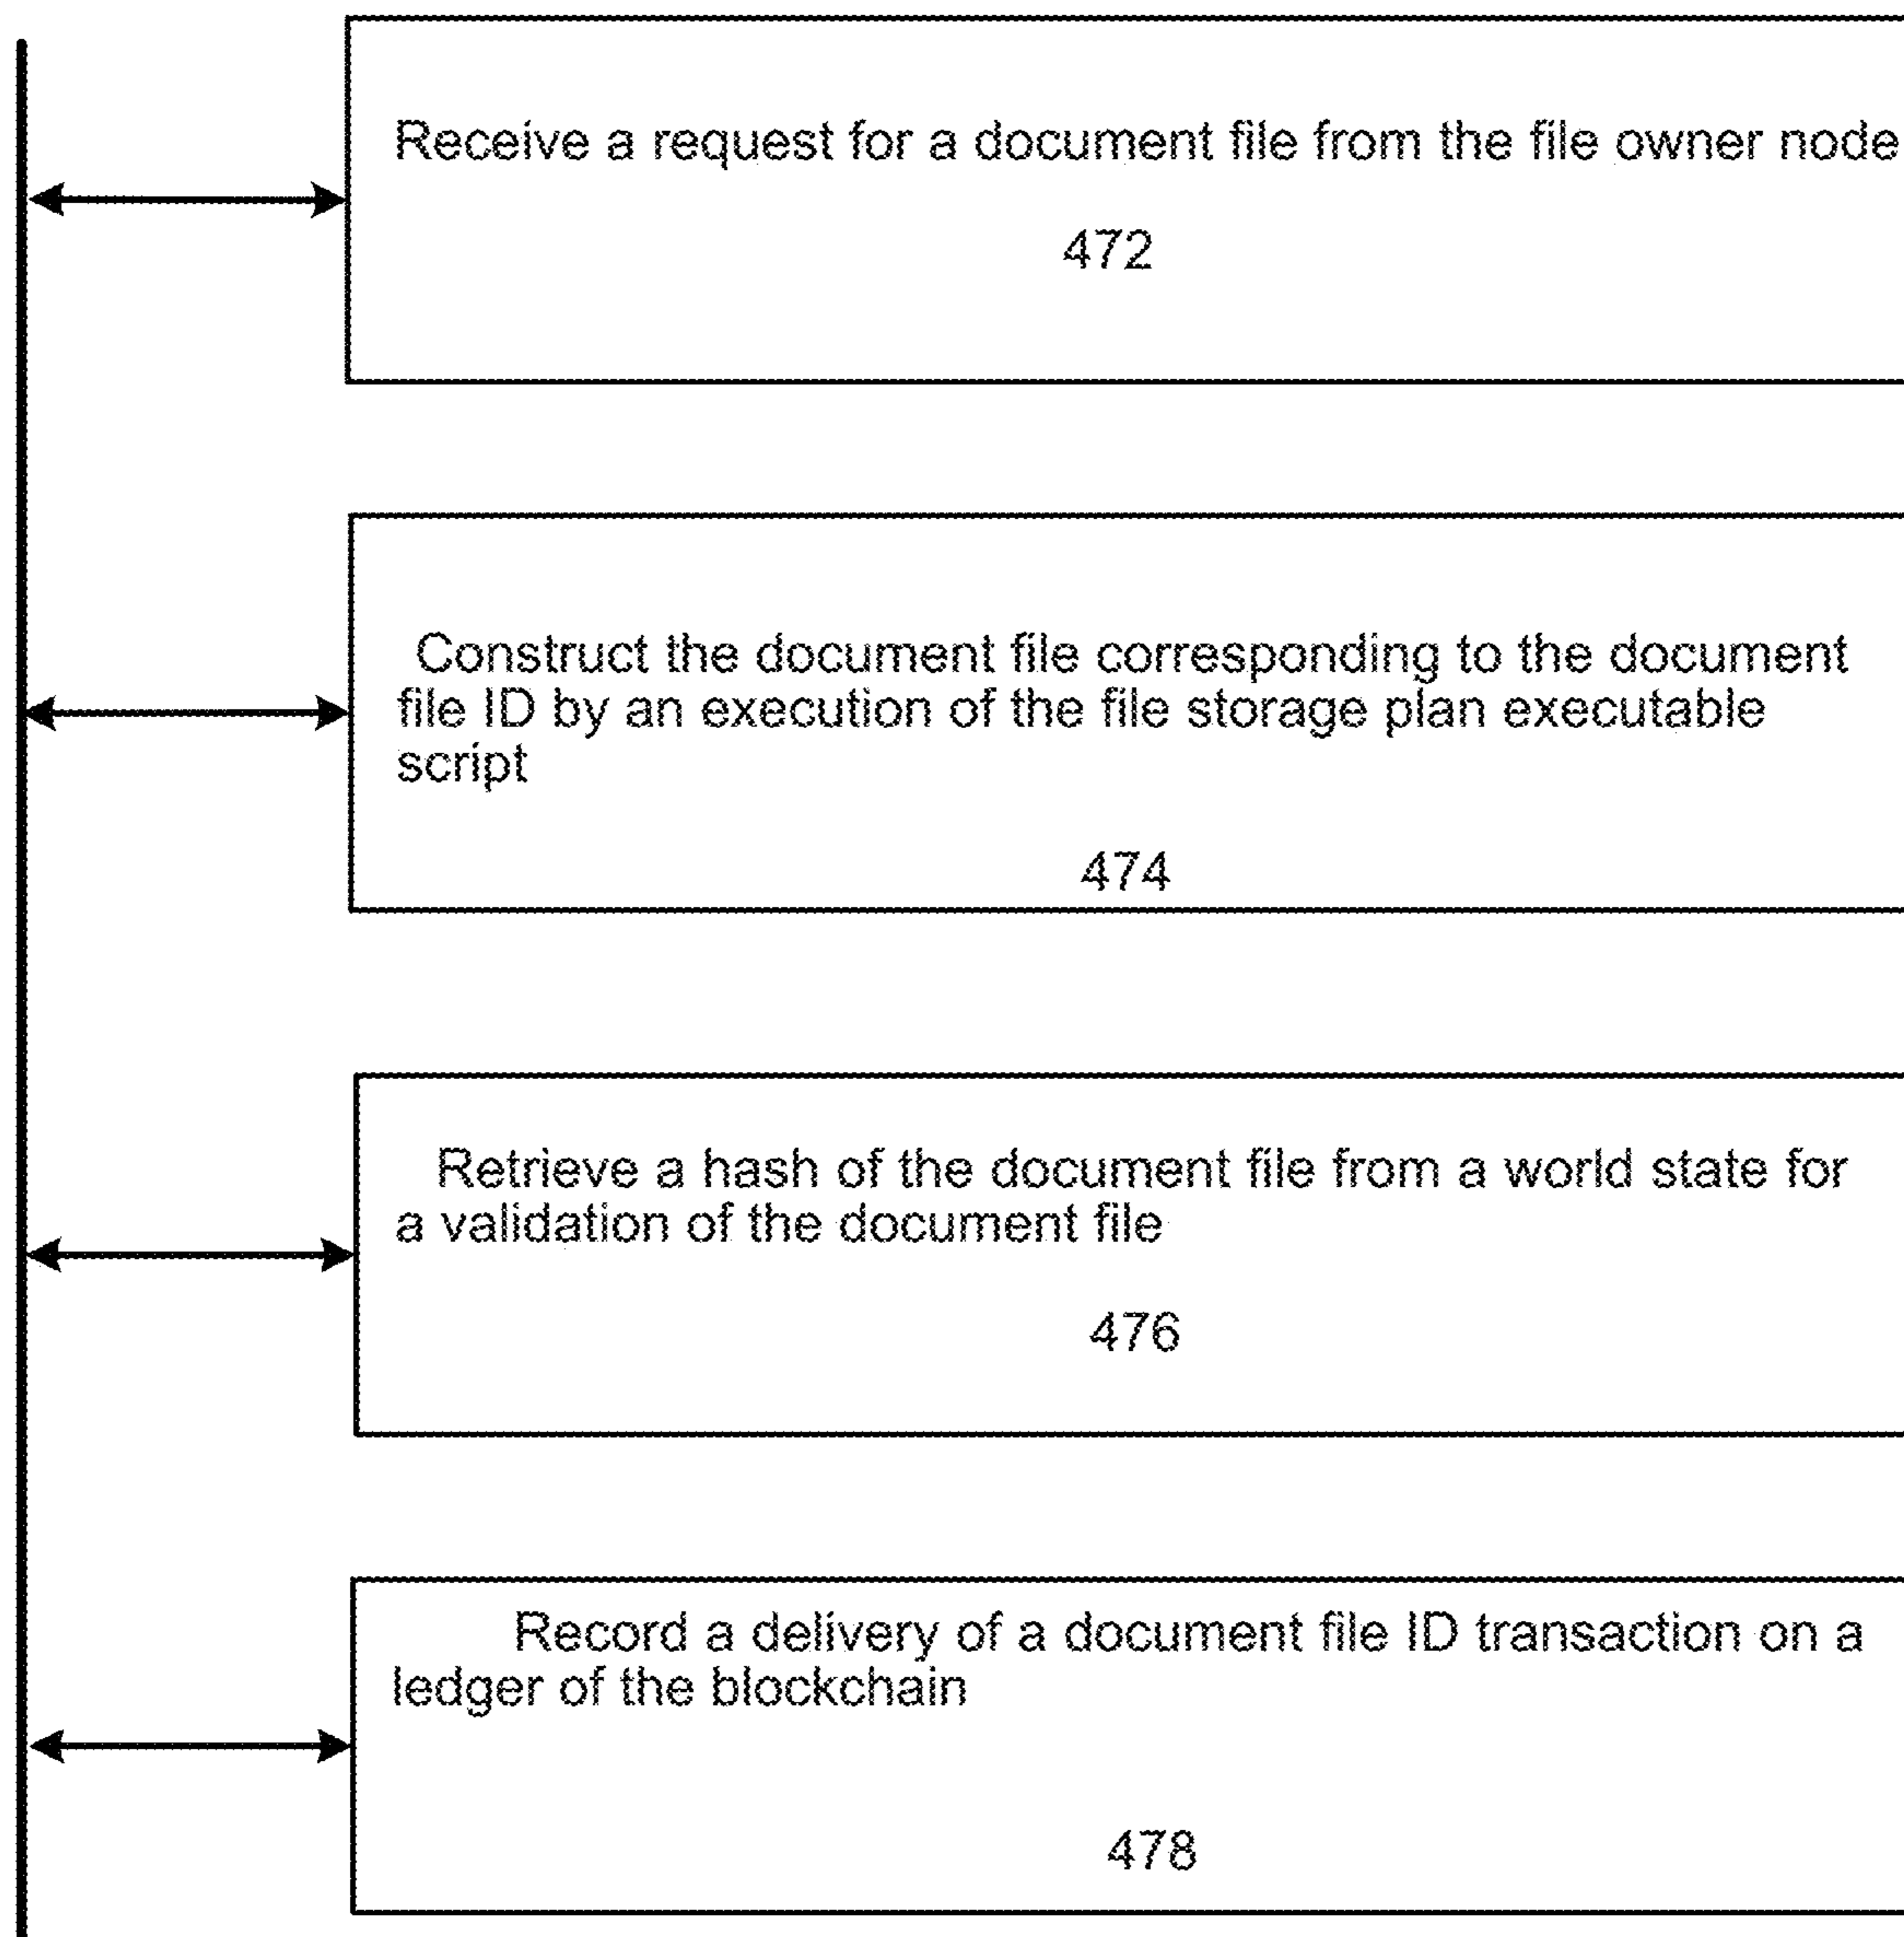 Receive a request for a document file from the file owner node
472
Construct the document file corresponding to the document
file ID by an execution of the file storage plan executable
script
474
Retrieve a hash of the document file from a world state for
a validation of the document file
476
Record a delivery of a document file ID transaction on a
ledger of the blockchain
478